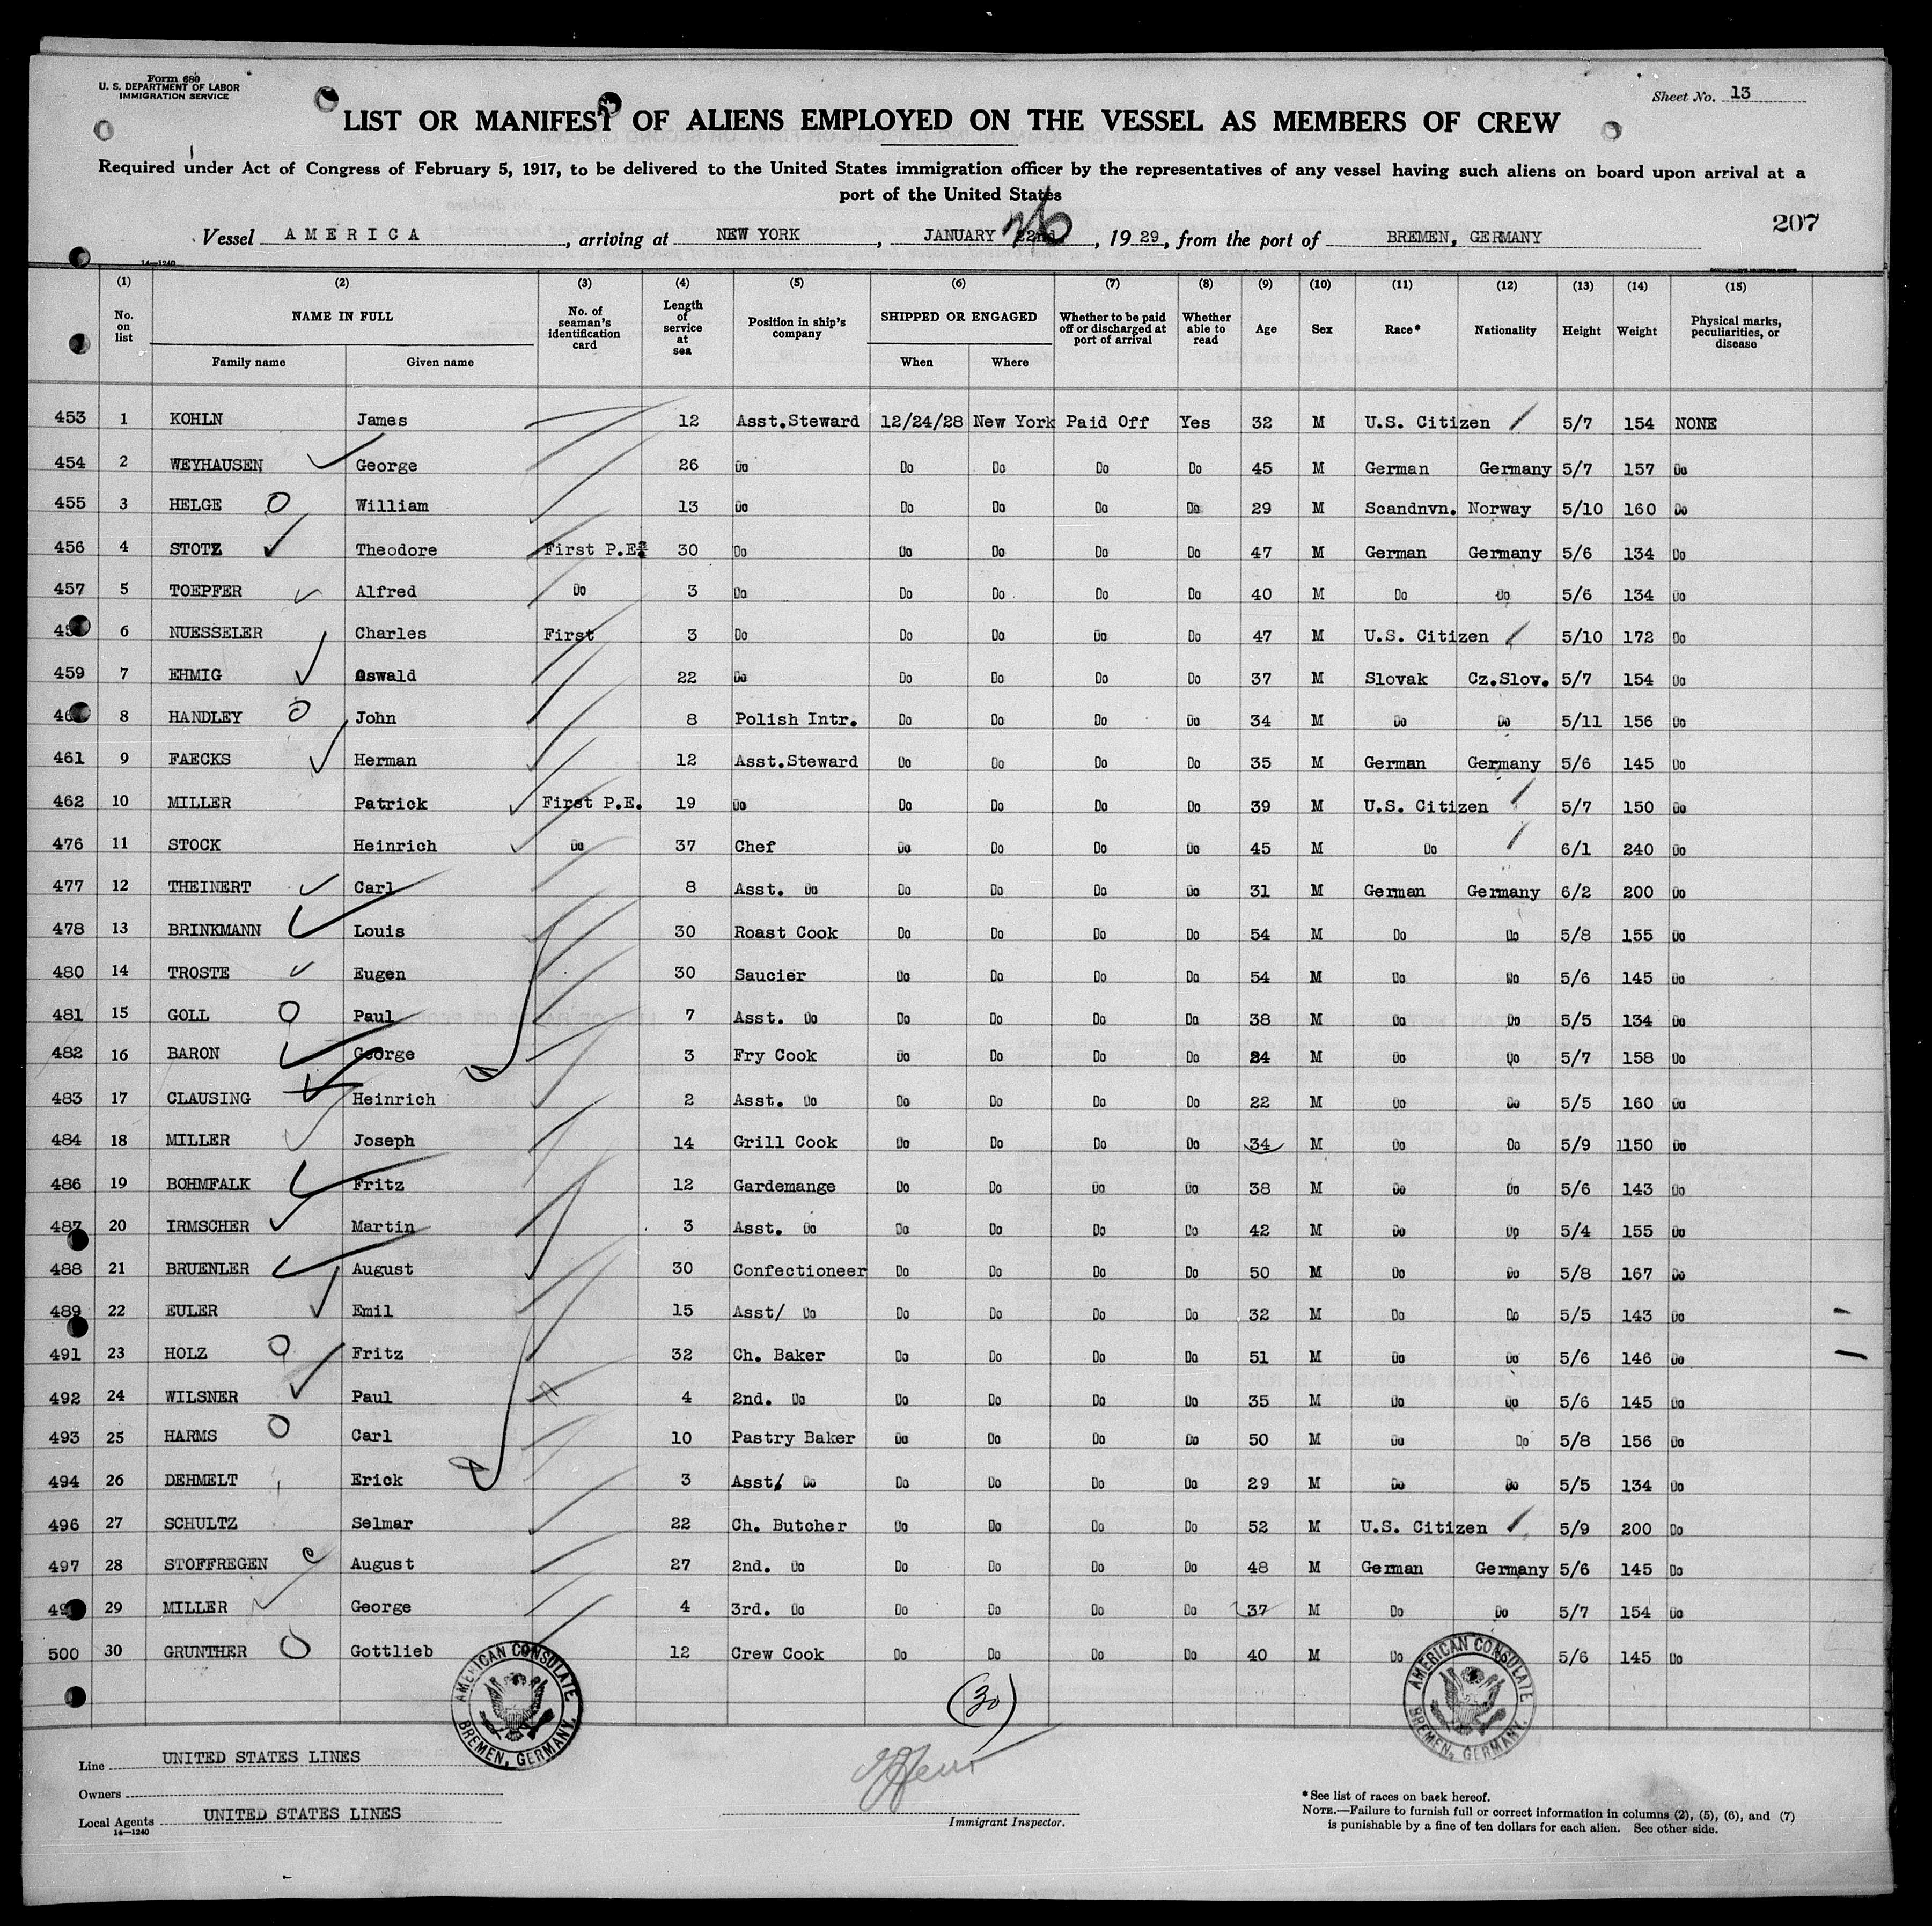 Form 680
U. S. DEPARTMENT OF LABOR
IMMIGRATION SERVICE
Sheet No. 13
LIST OR MANIFEST OF ALIENS EMPLOYED ON THE VESSEL AS MEMBERS OF CREW
Required under Act of Congress of February 5, 1917, to be delivered to the United States immigration officer by the representatives of any vessel having such aliens on board upon arrival at a
port of the United States
207
Vessel AMERICA, arriving at NEW YORK, JANUARY 26, 1929, from the port of BREMEN, GERMANY
14—1240
(1) (2) (3) (4) (5) (6) (7) (8) (9) (10) (11) (12) (13) (14) (15)
No. on list NAME IN FULL No. of seaman's identification card Length of service at sea Position in ship's company SHIPPED OR ENGAGED Whether to be paid off or discharged at port of arrival Whether able to read Age Sex Race* Nationality Height Weight Physical marks, peculiarities, or disease
Family name Given name When Where
453 1 KOHLN James 12 Asst.Steward 12/24/28 New York Paid Off Yes 32 M U.S. Citizen 5/7 154 NONE
454 2 WEYHAUSEN George 26 Do Do Do Do Do 45 M German Germany 5/7 157 Do
455 3 HELGE William 13 Do Do Do Do Do 29 M Scandnvn. Norway 5/10 160 Do
456 4 STOTZ Theodore First P.E. 30 Do Do Do Do Do 47 M German Germany 5/6 134 Do
457 5 TOEPFER Alfred Do 3 Do Do Do Do Do 40 M Do Do 5/6 134 Do
6 NUESSELER Charles First 3 Do Do Do Do Do 47 M U.S. Citizen 5/10 172 Do
459 7 EHMIG Oswald 22 Do Do Do Do Do 37 M Slovak Cz.Slov. 5/7 154 Do
8 HANDLEY John 8 Polish Intr. Do Do Do Do 34 M Do Do 5/11 156 Do
461 9 FAECKS Herman 12 Asst.Steward Do Do Do Do 35 M German Germany 5/6 145 Do
462 10 MILLER Patrick First P.E. 19 Do Do Do Do Do 39 M U.S. Citizen 5/7 150 Do
476 11 STOCK Heinrich Do 37 Chef Do Do Do Do 45 M Do 6/1 240 Do
477 12 THEINERT Carl 8 Asst. Do Do Do Do Do 31 M German Germany 6/2 200 Do
478 13 BRINKMANN Louis 30 Roast Cook Do Do Do Do 54 M Do Do 5/8 155 Do
480 14 TROSTE Eugen 30 Saucier Do Do Do Do 54 M Do Do 5/6 145 Do
481 15 GOLL Paul 7 Asst. Do Do Do Do Do 38 M Do Do 5/5 134 Do
482 16 BARON George 3 Fry Cook Do Do Do Do 24 M Do Do 5/7 158 Do
483 17 CLAUSING Heinrich 2 Asst. Do Do Do Do Do 22 M Do Do 5/5 160 Do
484 18 MILLER Joseph 14 Grill Cook Do Do Do Do 34 M Do Do 5/9 150 Do
486 19 BOHMFALK Fritz 12 Gardemange Do Do Do Do 38 M Do Do 5/6 143 Do
487 20 IRMSCHER Martin 3 Asst. Do Do Do Do Do 42 M Do Do 5/4 155 Do
488 21 BRUENLER August 30 Confectioneer Do Do Do Do 50 M Do Do 5/8 167 Do
489 22 EULER Emil 15 Asst/ Do Do Do Do Do 32 M Do Do 5/5 143 Do
491 23 HOLZ Fritz 32 Ch. Baker Do Do Do Do 51 M Do Do 5/6 146 Do
492 24 WILSNER Paul 4 2nd. Do Do Do Do Do 35 M Do Do 5/6 145 Do
493 25 HARMS Carl 10 Pastry Baker Do Do Do Do 50 M Do Do 5/8 156 Do
494 26 DEHMELT Erick 3 Asst/ Do Do Do Do Do 29 M Do Do 5/5 134 Do
496 27 SCHULTZ Selmar 22 Ch. Butcher Do Do Do Do 52 M U.S. Citizen 5/9 200 Do
497 28 STOFFREGEN August 27 2nd. Do Do Do Do Do 48 M German Germany 5/6 145 Do
29 MILLER George 4 3rd. Do Do Do Do Do 37 M Do Do 5/7 154 Do
500 30 GRUNTHER Gottlieb 12 Crew Cook Do Do Do Do 40 M Do 5/6 145 Do
AMERICAN CONSULATE BREMEN, GERMANY.
(30)
AMERICAN CONSULATE BREMEN, GERMANY.
Line UNITED STATES LINES
Owners
Local Agents UNITED STATES LINES
14—1240
Immigrant Inspector.
*See list of races on back hereof.
NOTE.—Failure to furnish full or correct information in columns (2), (5), (6), and (7)
is punishable by a fine of ten dollars for each alien. See other side.